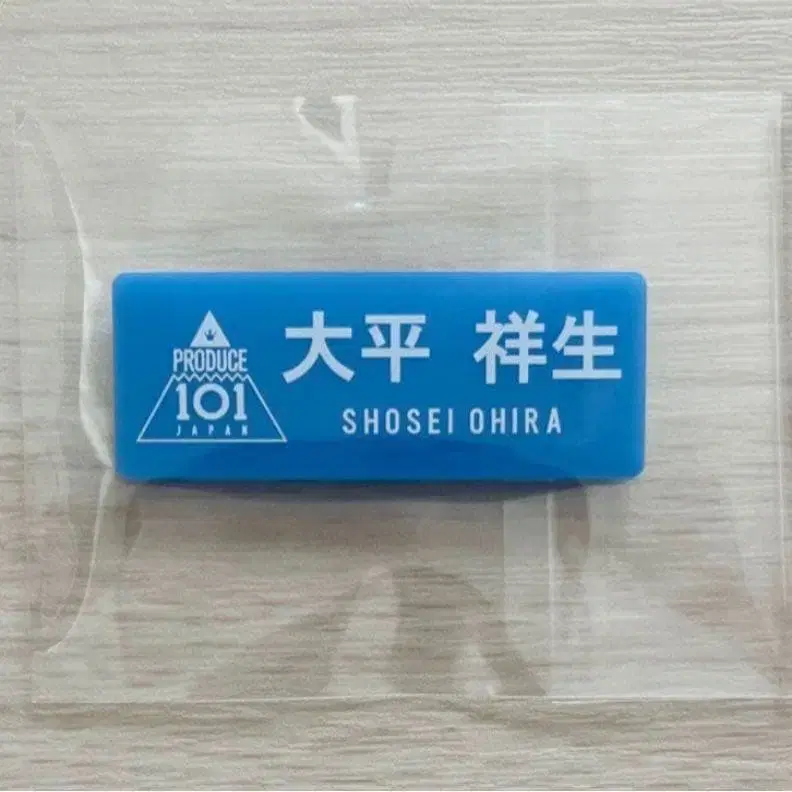 PRODUCE
101
JAPAN
大平 祥生
SHOSEI OHIRA